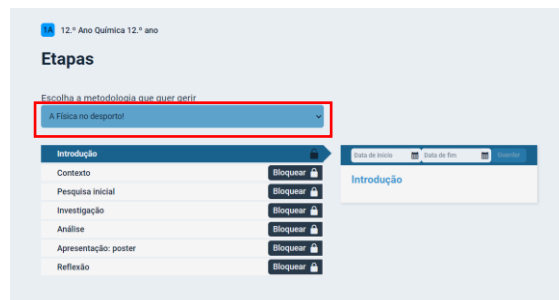 1A 12.º Ano Química 12.º ano
Etapas
Escolha a metodologia que quer gerir
A Física no desporto!
Introdução
Data de início Data de fim Guardar
Contexto Bloquear
Introdução
Pesquisa inicial Bloquear
Investigação Bloquear
Análise Bloquear
Apresentação: poster Bloquear
Reflexão Bloquear